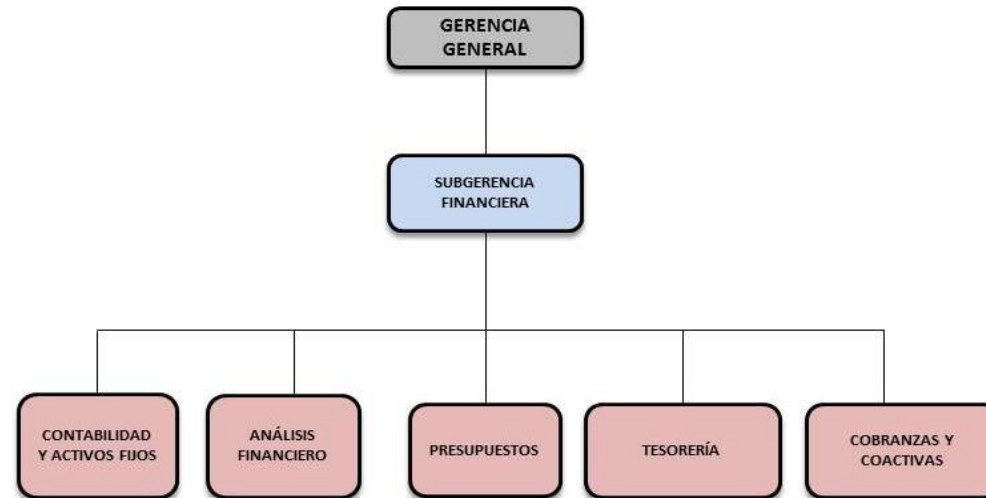 GERENCIA
GENERAL
SUBGERENCIA
FINANCIERA
CONTABILIDAD
Y ACTIVOS FIJOS
ANÁLISIS
FINANCIERO
PRESUPUESTOS
TESORERÍA
COBRANZAS Y
COACTIVAS